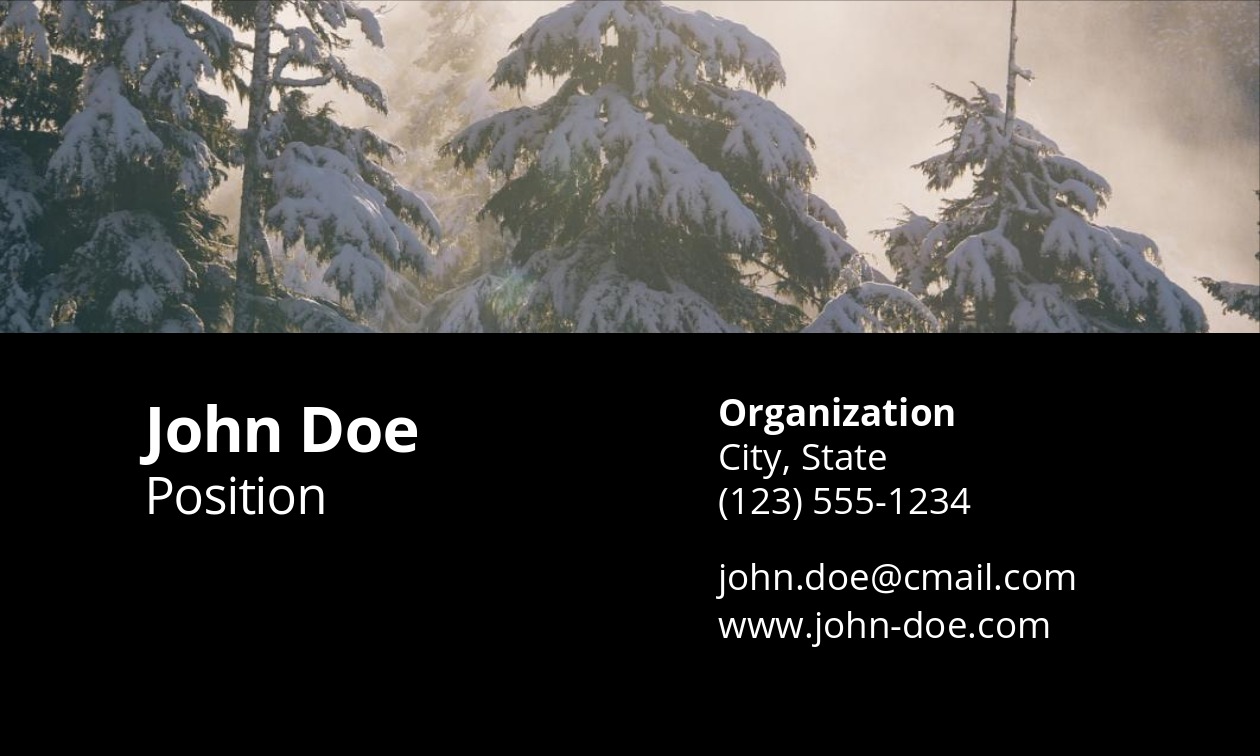 John Doe
Position
Organization
City, State
(123) 555-1234
john.doe@cmail.com
www.john-doe.com